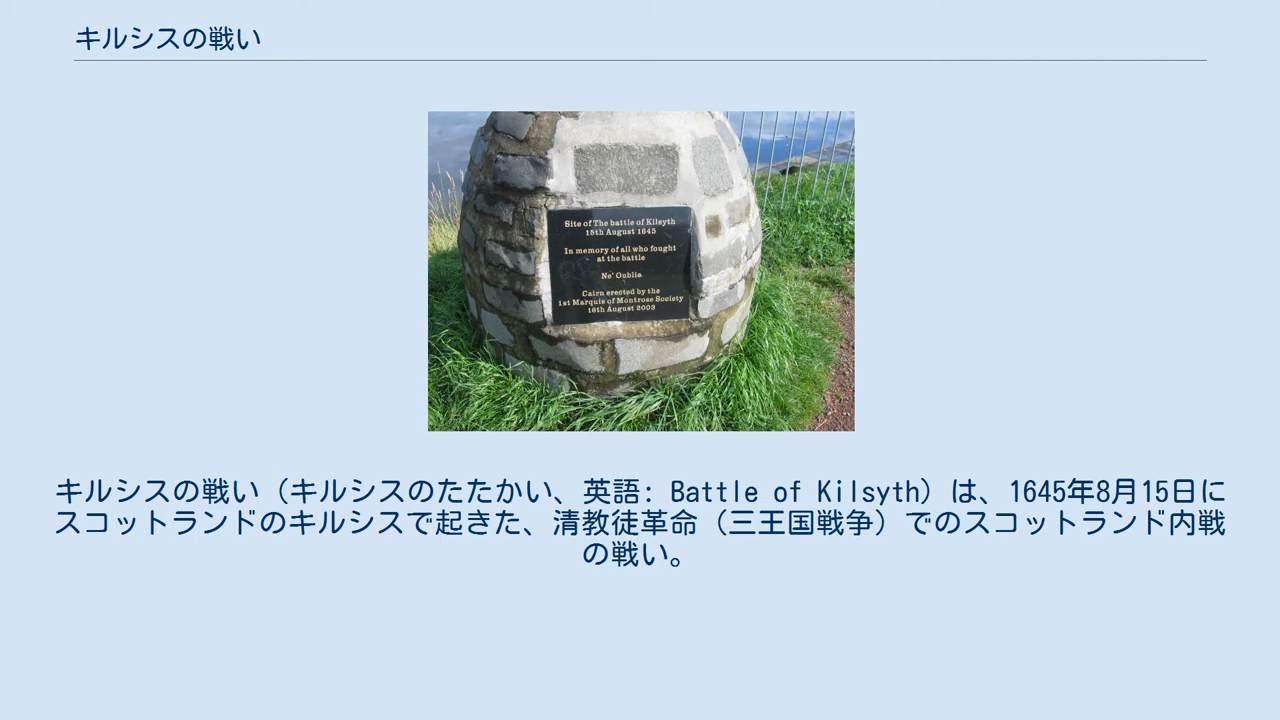 キルシスの戦い
Site of The battle of Kilsyth
15th August 1645
In memory of all who fought
at the battle
Ne' Oublie
Cairn erected by the
1st Marquis of Montrose Society
16th August 2003
キルシスの戦い（キルシスのたたかい、英語: Battle of Kilsyth）は、1645年8月15日に
スコットランドのキルシスで起きた、清教徒革命（三王国戦争）でのスコットランド内戦
の戦い。